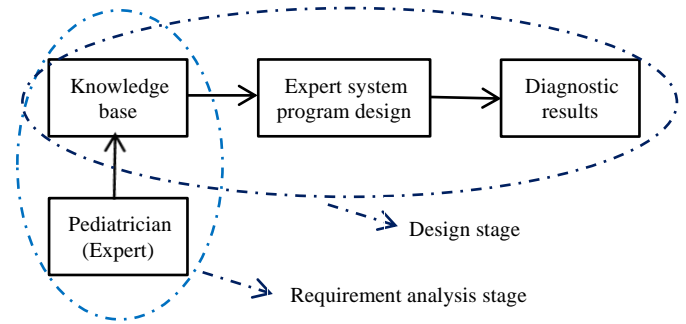 Knowledge
base
Expert system
program design
Diagnostic
results
Pediatrician
(Expert)
Design stage
Requirement analysis stage